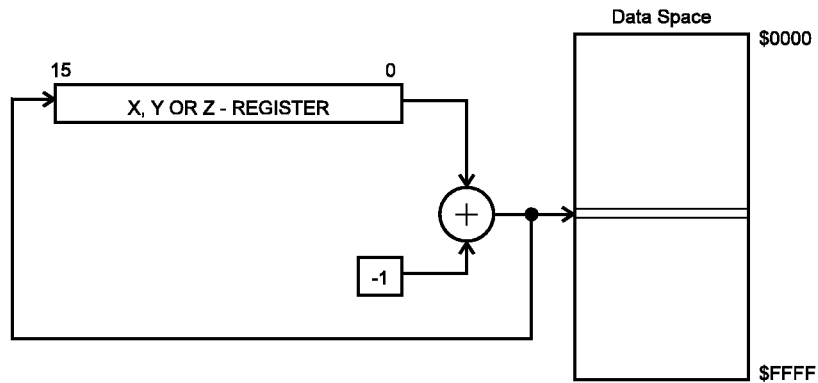 Data Space
$0000
15 0
X, Y OR Z - REGISTER
+
-1
$FFFF